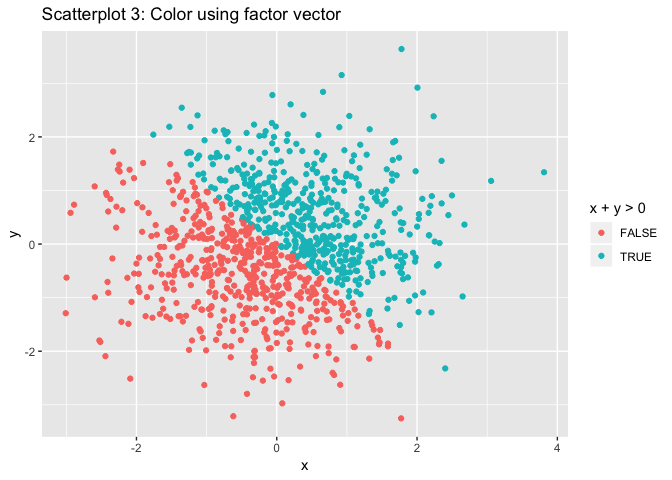 Scatterplot 3: Color using factor vector
y
2
0
-2
-2
0
2
4
x
x + y > 0
FALSE
TRUE